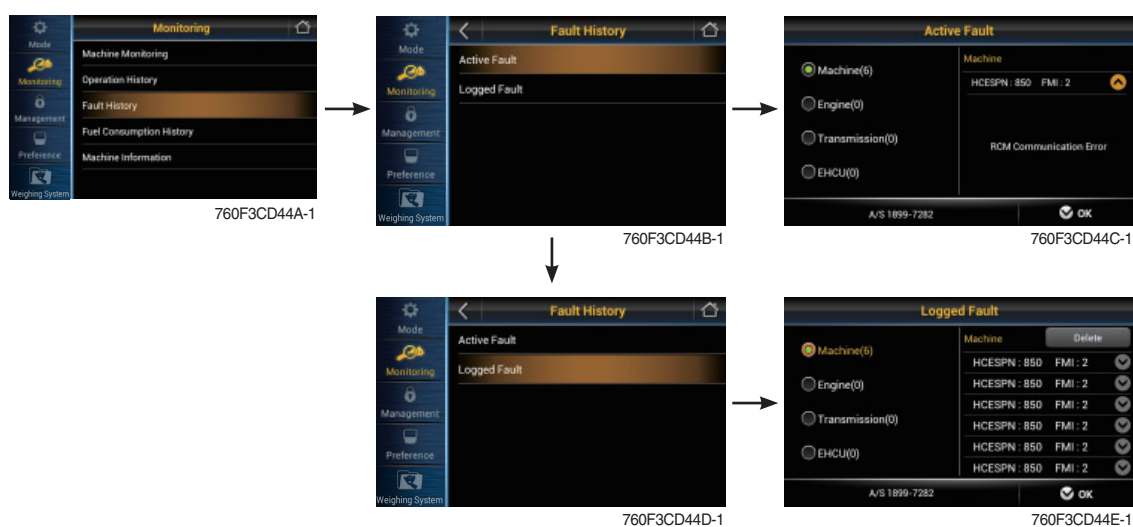 Monitoring
Mode
Monitoring
Management
Preference
Weighing System
Machine Monitoring
Operation History
Fault History
Fuel Consumption History
Machine Information
760F3CD44A-1
Fault History
Mode
Monitoring
Management
Preference
Weighing System
Active Fault
Logged Fault
760F3CD44B-1
Active Fault
Machine(6)
Engine(0)
Transmission(0)
EHCU(0)
Machine
HCESPN : 850 FMI : 2
RCM Communication Error
A/S 1899-7282
OK
760F3CD44C-1
Fault History
Mode
Monitoring
Management
Preference
Weighing System
Active Fault
Logged Fault
760F3CD44D-1
Logged Fault
Machine(6)
Engine(0)
Transmission(0)
EHCU(0)
Machine Delete
HCESPN : 850 FMI : 2
HCESPN : 850 FMI : 2
HCESPN : 850 FMI : 2
HCESPN : 850 FMI : 2
HCESPN : 850 FMI : 2
HCESPN : 850 FMI : 2
A/S 1899-7282
OK
760F3CD44E-1